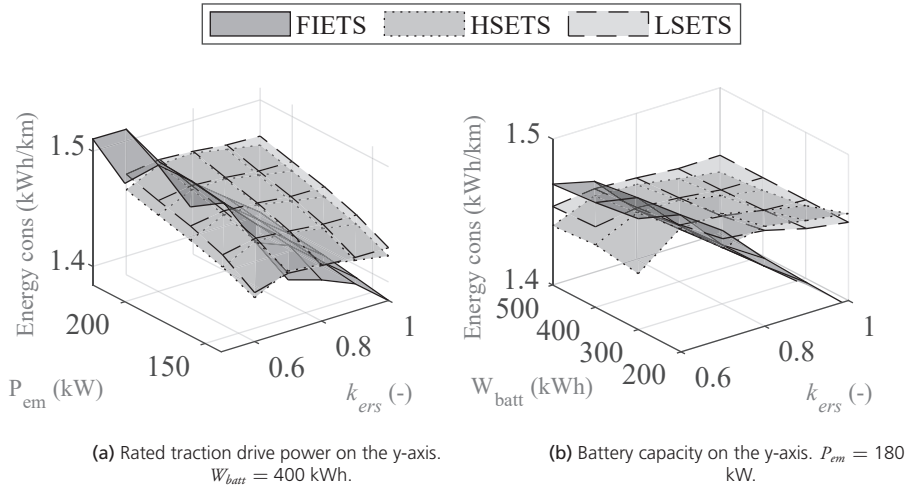 FIETS HSETS LSETS
Energy cons (kWh/km)
1.5
1.4
200
150
P_em (kW)
0.6
0.8
1
k_ers (-)
(a) Rated traction drive power on the y-axis.
W_batt = 400 kWh.
Energy cons (kWh/km)
1.5
1.4
500
400
300
200
W_batt (kWh)
0.6
0.8
1
k_ers (-)
(b) Battery capacity on the y-axis. P_em = 180
kW.